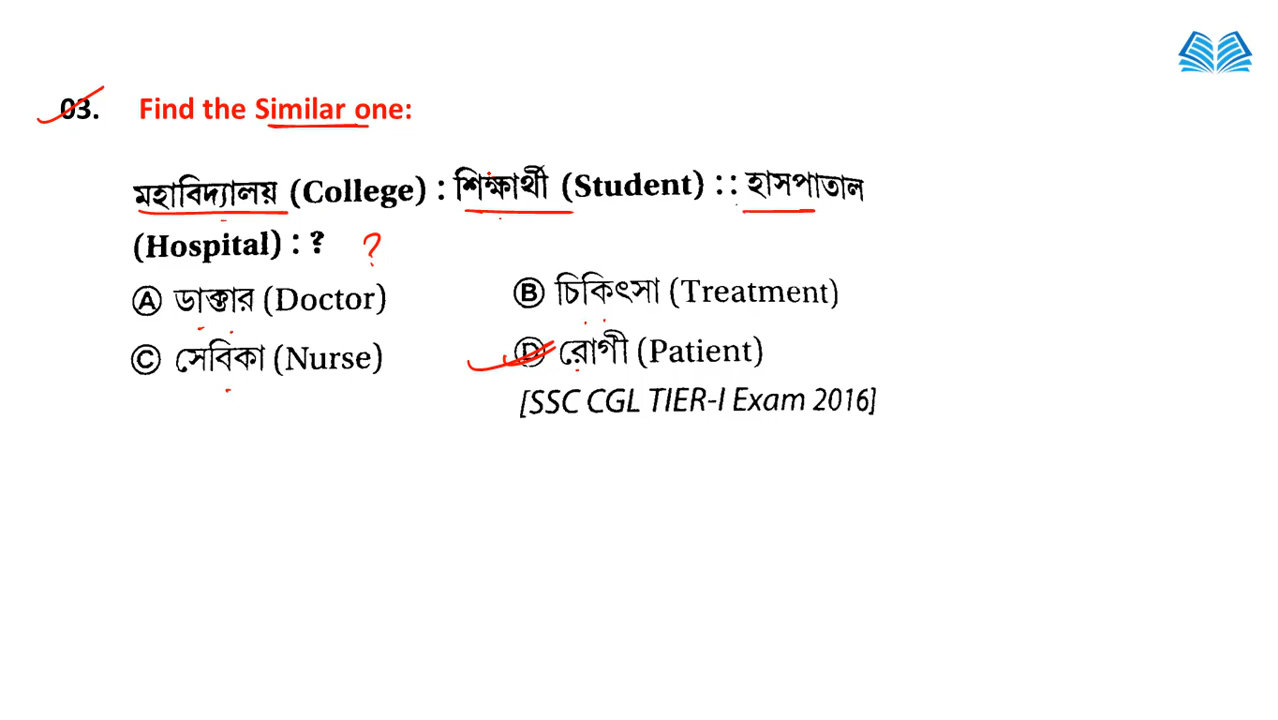 03. Find the Similar one:
মহাবিদ্যালয় (College) : শিক্ষার্থী (Student) : : হাসপাতাল
(Hospital) : ? ?
Ⓐ ডাক্তার (Doctor) Ⓑ চিকিৎসা (Treatment)
Ⓒ সেবিকা (Nurse) Ⓓ রোগী (Patient)
[SSC CGL TIER-I Exam 2016]